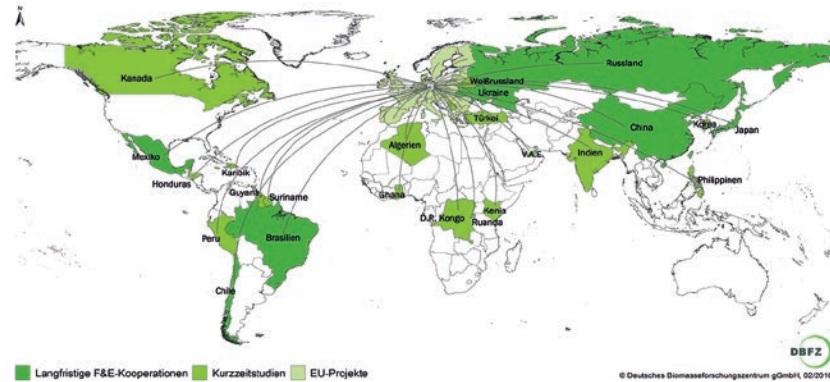 N
Kanada
Russland
Weißrussland
Ukraine
Türkei
China
Korea
Japan
Mexiko
Algerien
V.A.E.
Indien
Karibik
Honduras
Philippinen
Guyana
Suriname
Ghana
D.R. Kongo
Kenia
Ruanda
Peru
Brasilien
Chile
DBFZ
Langfristige F&E-Kooperationen
Kurzzeitstudien
EU-Projekte
© Deutsches Biomasseforschungszentrum gGmbH, 02/2016